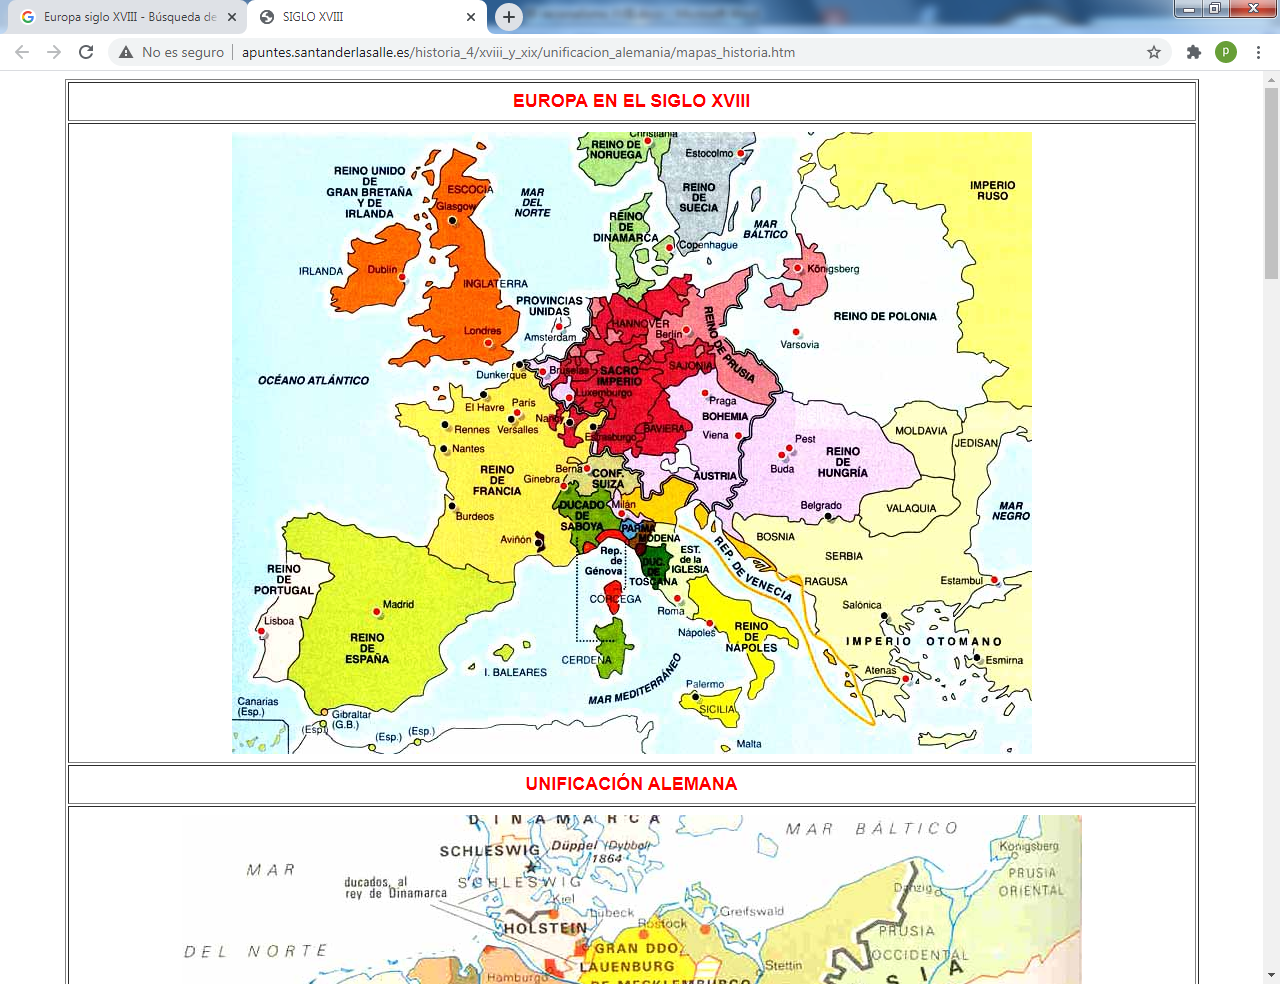 Europa siglo XVIII - Búsqueda de
SIGLO XVIII
No es seguro
apuntes.santanderlasalle.es/historia_4/xviii_y_xix/unificacion_alemania/mapas_historia.htm
P
EUROPA EN EL SIGLO XVIII
Christiania
REINO DE
NORUEGA
Estocolmo
REINO UNIDO
DE
GRAN BRETAÑA
Y DE
IRLANDA
ESCOCIA
Glasgow
MAR
DEL
NORTE
REINO
DE
SUECIA
IMPERIO
RUSO
REINO
DE
DINAMARCA
MAR
BÁLTICO
Copenhague
IRLANDA
Dublín
INGLATERRA
Königsberg
PROVINCIAS
UNIDAS
HANNOVER
Berlín
REINO DE PRUSIA
REINO DE POLONIA
Londres
Amsterdam
Varsovia
Dunkerque
Bruselas
SACRO
IMPERIO
SAJONIA
OCÉANO ATLÁNTICO
Luxemburgo
Praga
El Havre
París
Nancy
BOHEMIA
Rennes
Versalles
Estrasburgo
BAVIERA
Viena
MOLDAVIA
JEDISAN
Nantes
Pest
Buda
REINO
DE
HUNGRÍA
REINO
DE
FRANCIA
Berna
Ginebra
CONF.
SUIZA
AUSTRIA
Burdeos
DUCADO
DE
SABOYA
Milán
Belgrado
VALAQUIA
MAR
NEGRO
Aviñón
PARMA
MODENA
BOSNIA
SERBIA
Rep.
de
Génova
DUC.
DE
TOSCANA
EST.
de la
IGLESIA
REP. DE VENECIA
RAGUSA
Estambul
REINO
DE
PORTUGAL
Madrid
CÓRCEGA
Roma
Salónica
Lisboa
Nápoles
REINO
DE
NÁPOLES
IMPERIO OTOMANO
REINO
DE
ESPAÑA
CERDEÑA
Atenas
Esmirna
I. BALEARES
MAR MEDITERRÁNEO
Palermo
SICILIA
Canarias
(Esp.)
Gibraltar
(G.B.)
(Esp.)
(Esp.)
(Esp.)
Malta
UNIFICACIÓN ALEMANA
DINAMARCA
MAR BÁLTICO
SCHLESWIG
Düppel (Dybbol)
1864
Königsberg
MAR
ducados, al
rey de Dinamarca
SCHLESWIG
PRUSIA
ORIENTAL
Danzig
Kiel
Lübeck
Rostock
Greifswald
HOLSTEIN
PRUSIA
OCCIDENTAL
DEL NORTE
GRAN DDO
LAUENBURG
Stettin
Hamburgo
DE MECKLEMBURGO
SIA